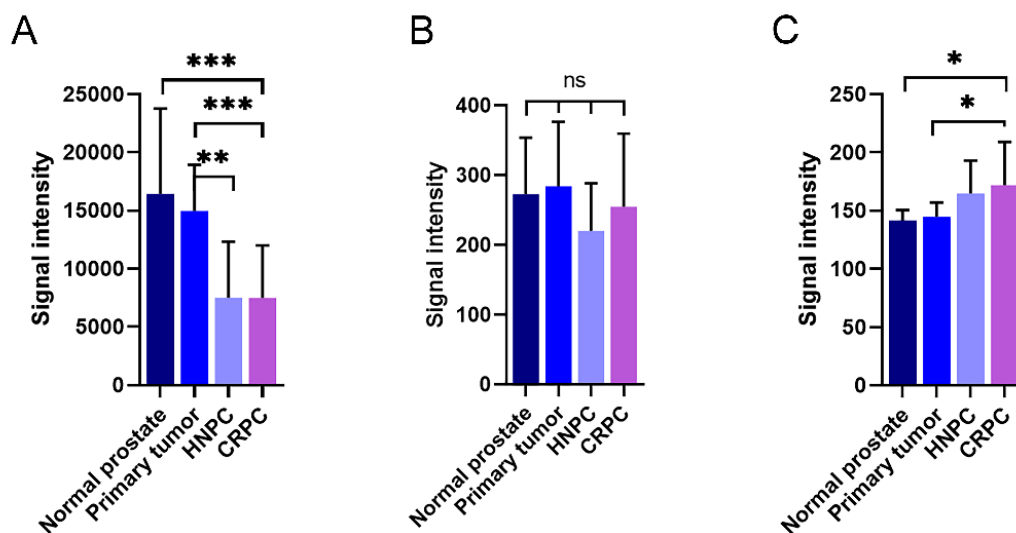 A
***
***
**
25000
20000
15000
10000
5000
0
Signal intensity
Normal prostate
Primary tumor
HNPC
CRPC
B
ns
400
300
200
100
0
Signal intensity
Normal prostate
Primary tumor
HNPC
CRPC
C
*
*
250
200
150
100
50
0
Signal intensity
Normal prostate
Primary tumor
HNPC
CRPC